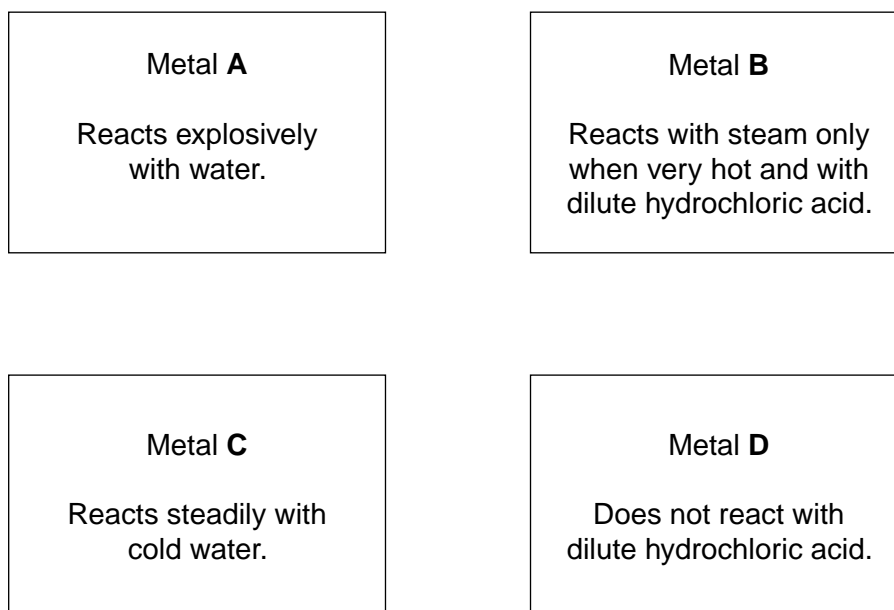 Metal A
Reacts explosively
with water.
Metal B
Reacts with steam only
when very hot and with
dilute hydrochloric acid.
Metal C
Reacts steadily with
cold water.
Metal D
Does not react with
dilute hydrochloric acid.